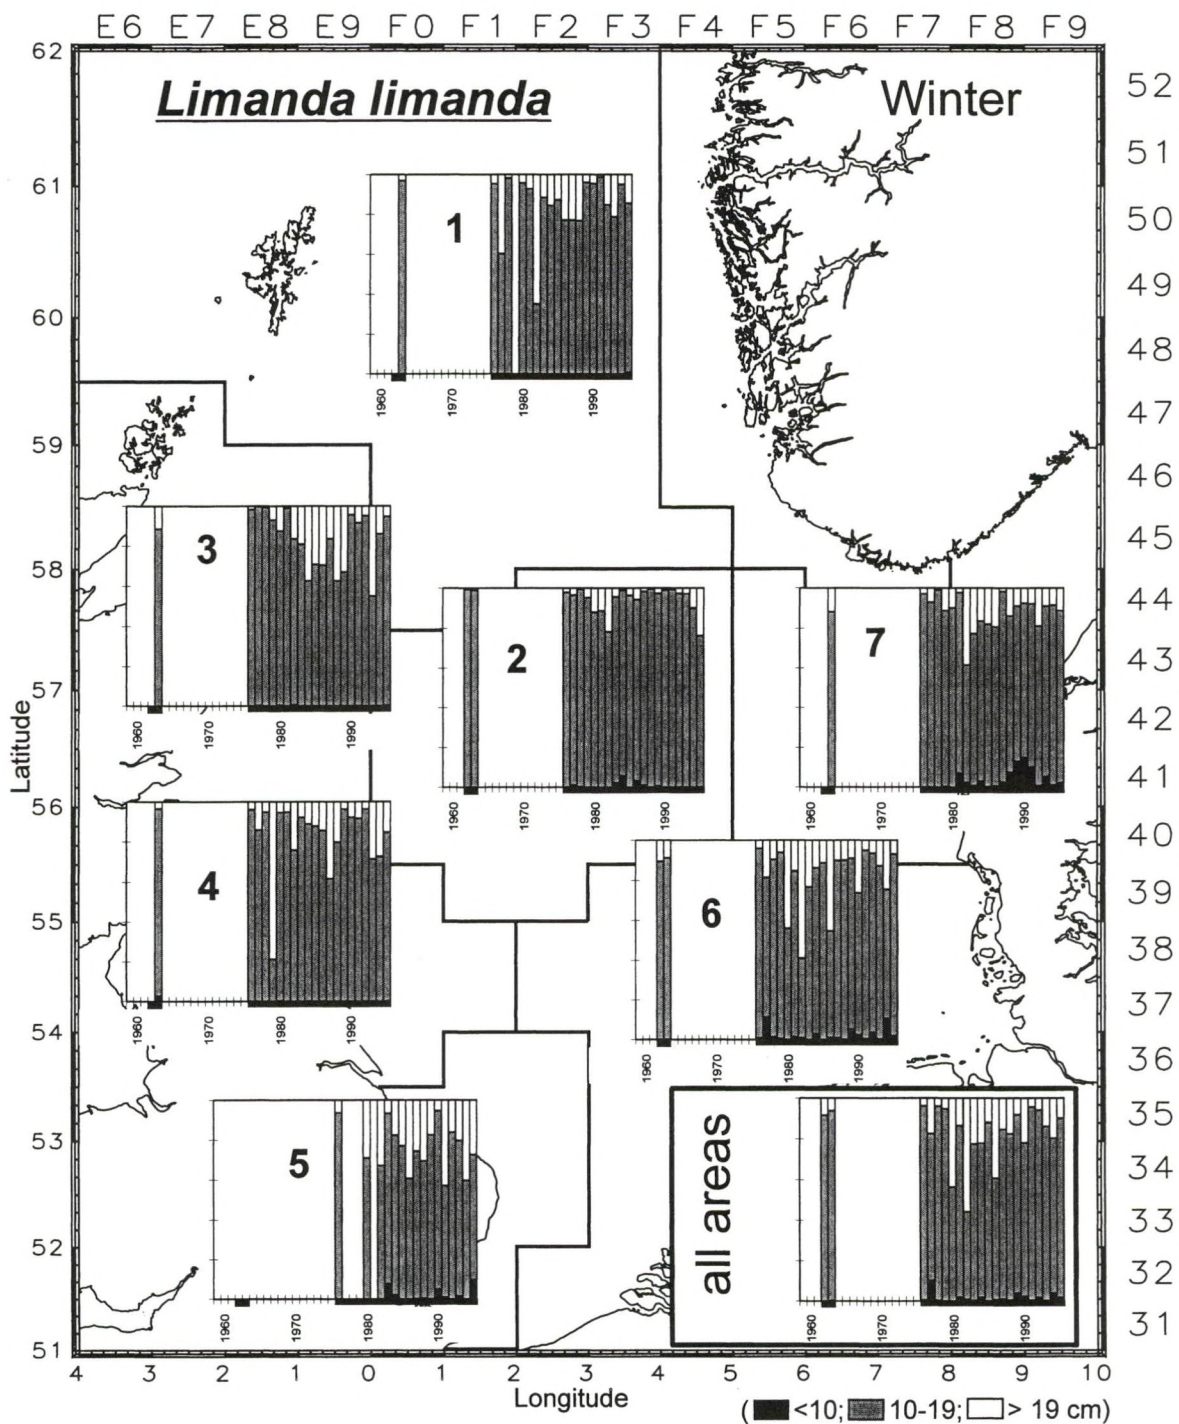 E6 E7 E8 E9 F0 F1 F2 F3 F4 F5 F6 F7 F8 F9
Limanda limanda
Winter
62
61
60
59
58
57
56
55
54
53
52
51
Latitude
52
51
50
49
48
47
46
45
44
43
42
41
40
39
38
37
36
35
34
33
32
31
1
1960 1970 1980 1990
3
1960 1970 1980 1990
2
1960 1970 1980 1990
7
1960 1970 1980 1990
4
1960 1970 1980 1990
6
1960 1970 1980 1990
5
1960 1970 1980 1990
all areas
1960 1970 1980 1990
4 3 2 1 0 1 2 3 4 5 6 7 8 9 10
Longitude
( <10; 10-19; > 19 cm)